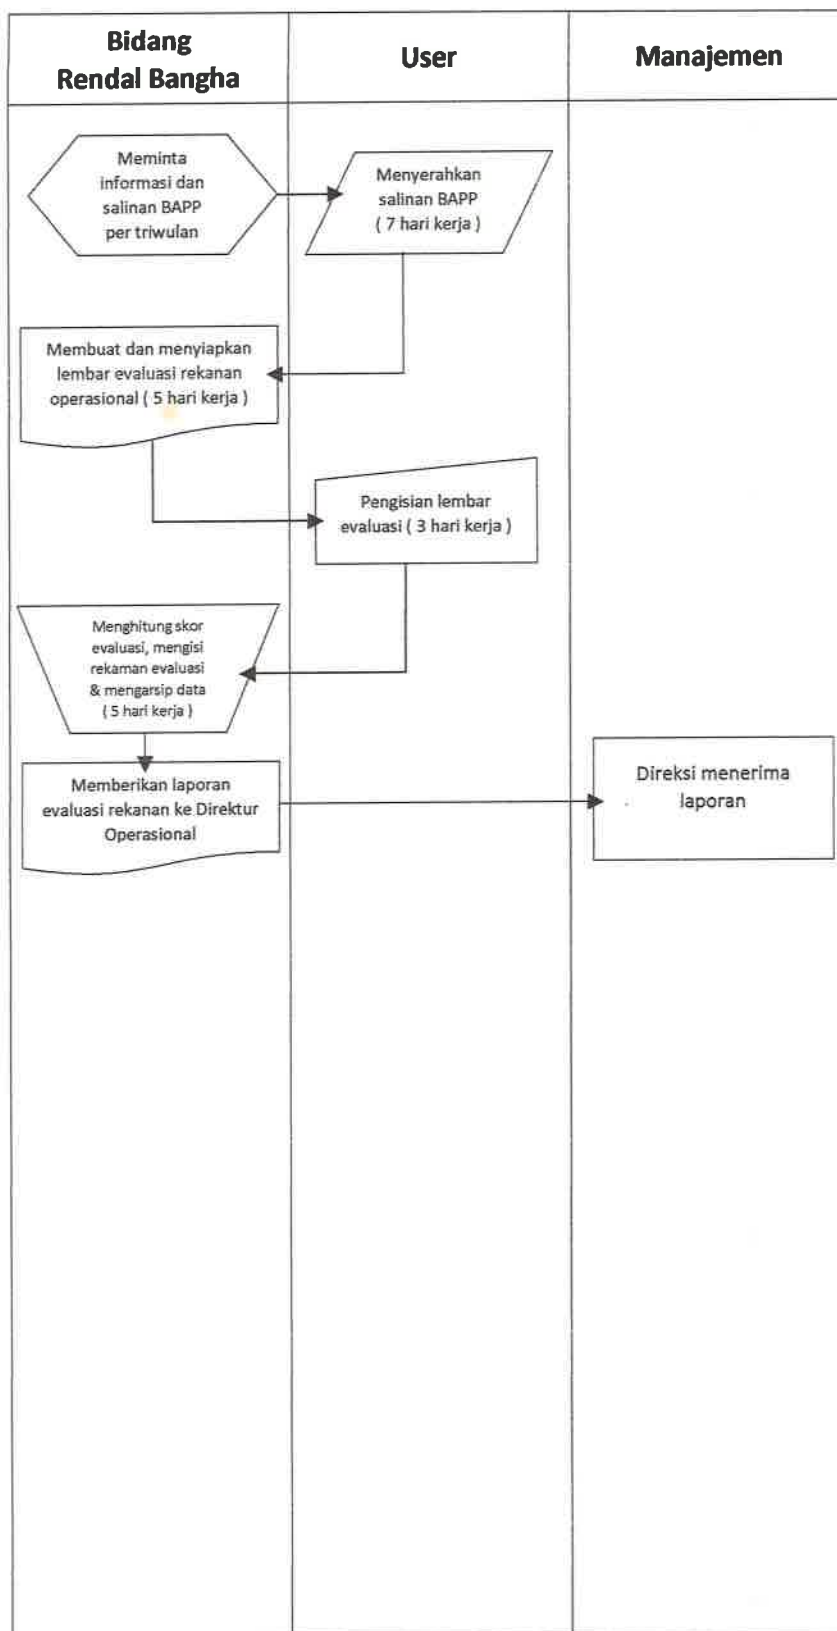 Bidang
Rendal Bangha
User
Manajemen
Meminta
informasi dan
salinan BAPP
per triwulan
Menyerahkan
salinan BAPP
( 7 hari kerja )
Membuat dan menyiapkan
lembar evaluasi rekanan
operasional ( 5 hari kerja )
Pengisian lembar
evaluasi ( 3 hari kerja )
Menghitung skor
evaluasi, mengisi
rekaman evaluasi
& mengarsip data
( 5 hari kerja )
Memberikan laporan
evaluasi rekanan ke Direktur
Operasional
Direksi menerima
laporan